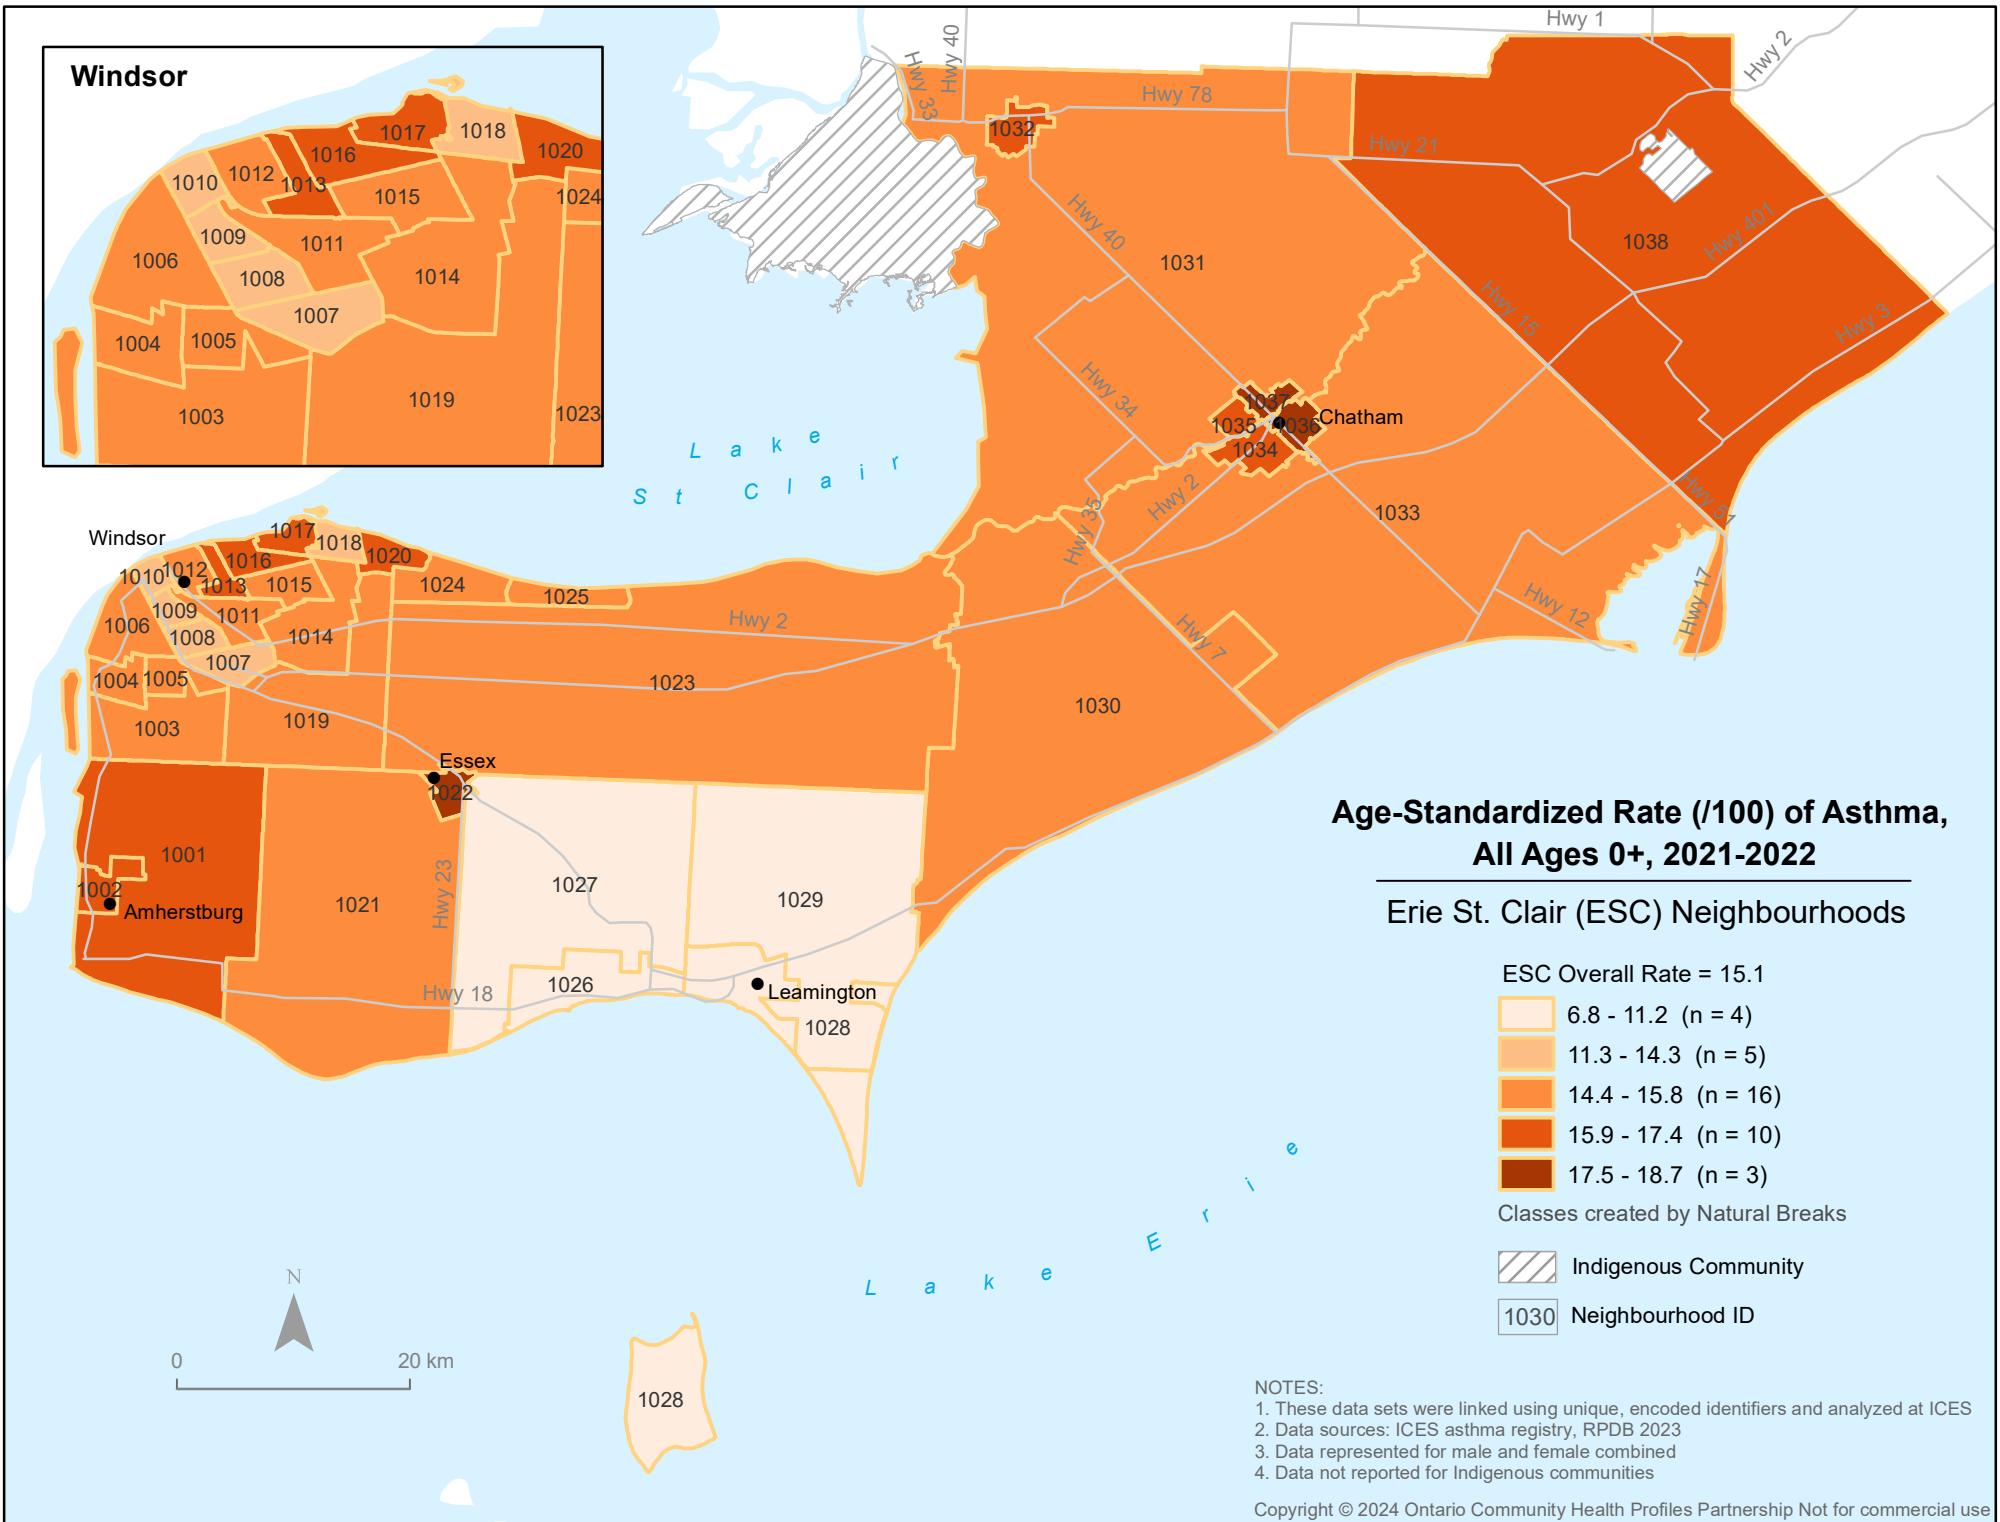 Windsor
1017
1018
1016
1020
1012
1010
1013
1024
1015
1009
1011
1006
1008
1014
1007
1004
1005
1019
1003
1023
Hwy 1
Hwy 2
Hwy 40
Hwy 33
Hwy 78
1032
Hwy 21
Hwy 40
1031
1038
Hwy 401
Hwy 15
Hwy 3
Hwy 34
1037
1035
1036
Chatham
1034
Lake
St Clair
Hwy 2
Hwy 35
1033
Hwy 51
Hwy 17
Hwy 12
Hwy 7
1030
Windsor
1017
1018
1016
1020
1012
1010
1013
1015
1024
1025
1009
1011
1006
1008
1014
Hwy 2
1007
1004
1005
1023
1003
1019
Essex
1022
1001
1002
Amherstburg
1021
Hwy 23
1027
1029
Hwy 18
1026
Leamington
1028
Lake Erie
1028
N
0 20 km
Age-Standardized Rate (/100) of Asthma,
All Ages 0+, 2021-2022
Erie St. Clair (ESC) Neighbourhoods
ESC Overall Rate = 15.1
6.8 - 11.2 (n = 4)
11.3 - 14.3 (n = 5)
14.4 - 15.8 (n = 16)
15.9 - 17.4 (n = 10)
17.5 - 18.7 (n = 3)
Classes created by Natural Breaks
Indigenous Community
1030 Neighbourhood ID
NOTES:
1. These data sets were linked using unique, encoded identifiers and analyzed at ICES
2. Data sources: ICES asthma registry, RPDB 2023
3. Data represented for male and female combined
4. Data not reported for Indigenous communities
Copyright © 2024 Ontario Community Health Profiles Partnership Not for commercial use